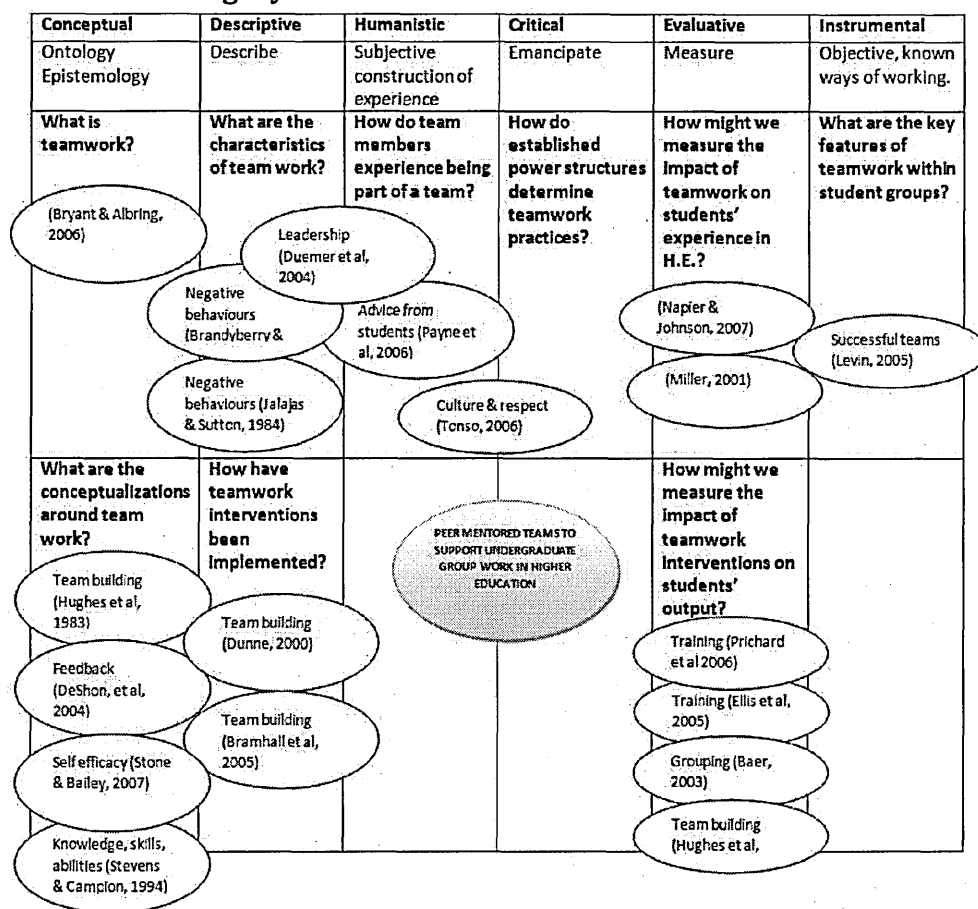 Conceptual
Descriptive
Humanistic
Critical
Evaluative
Instrumental
Ontology
Epistemology
Describe
Subjective
construction of
experience
Emancipate
Measure
Objective, known
ways of working.
What is
teamwork?
What are the
characteristics
of team work?
How do team
members
experience being
part of a team?
How do
established
power structures
determine
teamwork
practices?
How might we
measure the
impact of
teamwork on
students'
experience in
H.E.?
What are the key
features of
teamwork within
student groups?
(Bryant & Albring,
2006)
Leadership
(Duemer et al,
2004)
Negative
behaviours
(Brandyberry &
Advice from
students (Payne et
al, 2006)
Negative
behaviours (Jalajas
& Sutton, 1984)
Culture & respect
(Tonso, 2006)
(Napier &
Johnson, 2007)
(Miller, 2001)
Successful teams
(Levin, 2005)
What are the
conceptualizations
around team
work?
How have
teamwork
interventions
been
implemented?
How might we
measure the
impact of
teamwork
interventions on
students'
output?
PEER MENTORED TEAMS TO
SUPPORT UNDERGRADUATE
GROUP WORK IN HIGHER
EDUCATION
Team building
(Hughes et al,
1983)
Feedback
(DeShon, et al,
2004)
Self efficacy (Stone
& Bailey, 2007)
Knowledge, skills,
abilities (Stevens
& Campion, 1994)
Team building
(Dunne, 2000)
Team building
(Bramhall et al,
2005)
Training (Prichard
et al 2006)
Training (Ellis et al,
2005)
Grouping (Baer,
2003)
Team building
(Hughes et al,